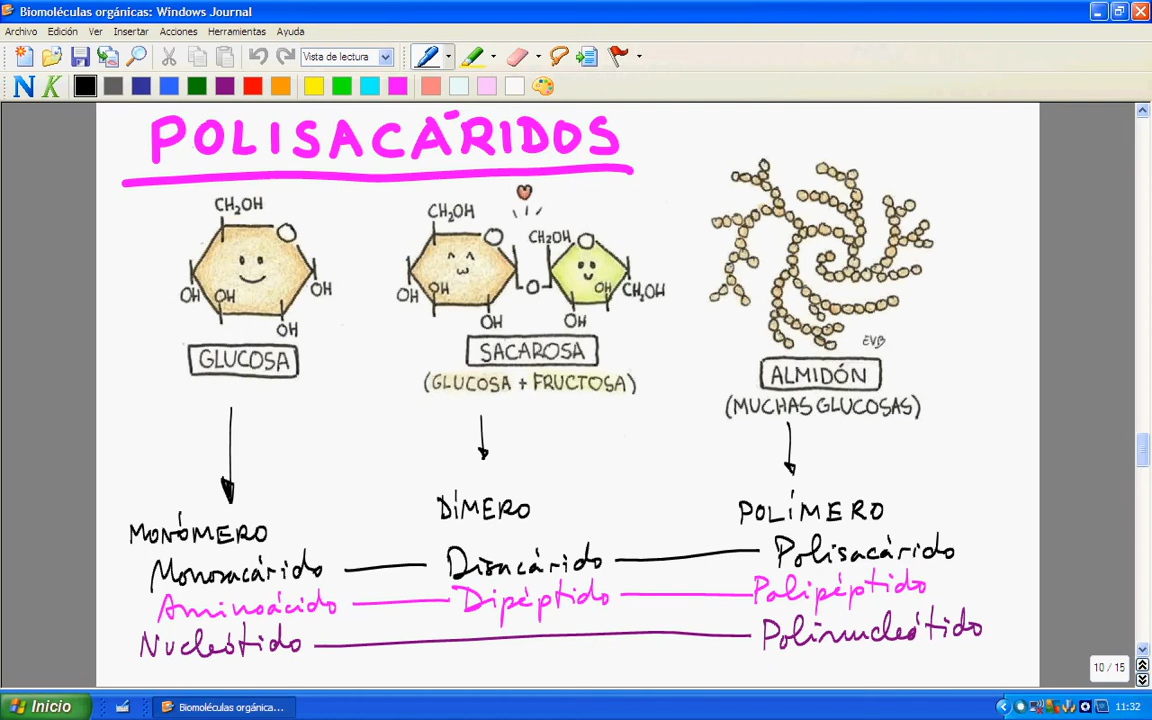 Biomoléculas orgánicas: Windows Journal
Archivo Edición Ver Insertar Acciones Herramientas Ayuda
Vista de lectura
N K
POLISACÁRIDOS
CH₂OH
OH OH OH OH
GLUCOSA
CH₂OH CH₂OH
OH OH O OH CH₂OH
OH OH
SACAROSA
(GLUCOSA + FRUCTOSA)
EVB
ALMIDÓN
(MUCHAS GLUCOSAS)
MONÓMERO DÍMERO POLÍMERO
Monosacárido Disacárido Polisacárido
Aminoácido Dipéptido Polipéptido
Nucleótido Polinucleótido
10 / 15
Inicio Biomoléculas orgánica... 11:32